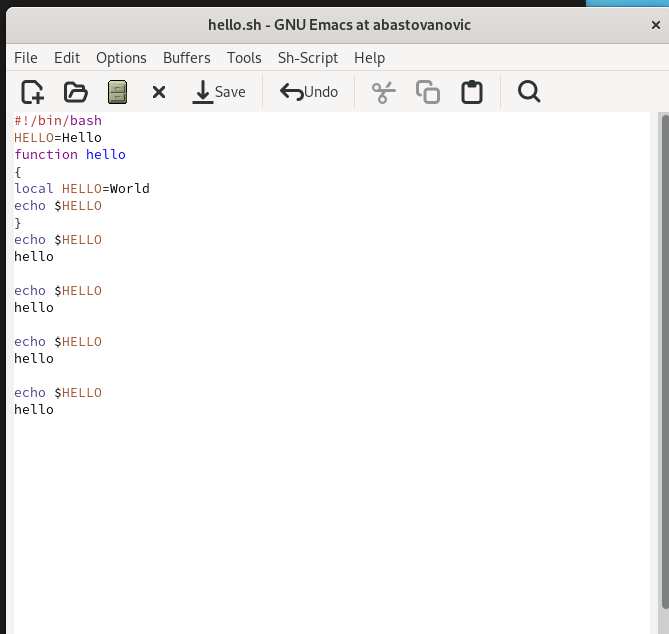 hello.sh - GNU Emacs at abastovanovic
File Edit Options Buffers Tools Sh-Script Help
Save Undo
#!/bin/bash
HELLO=Hello
function hello
{
local HELLO=World
echo $HELLO
}
echo $HELLO
hello
echo $HELLO
hello
echo $HELLO
hello
echo $HELLO
hello